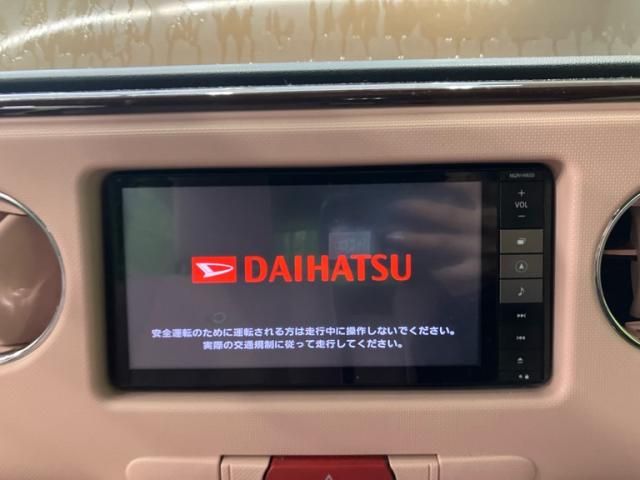 DAIHATSU
安全運転のために運転される方は走行中に操作しないでください。
実際の交通規制に従って走行してください。
+
VOL
−